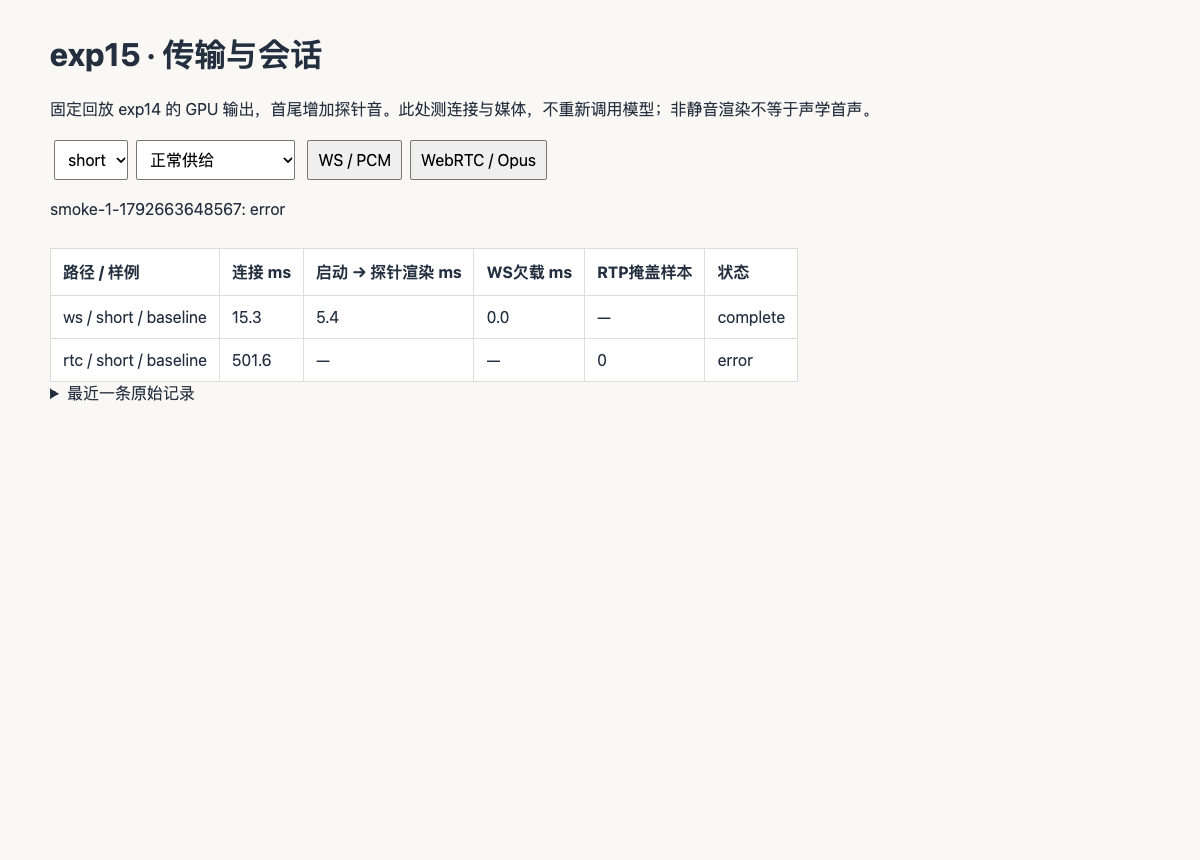 exp15 · 传输与会话
固定回放 exp14 的 GPU 输出，首尾增加探针音。此处测连接与媒体，不重新调用模型；非静音渲染不等于声学首声。
short 正常供给 WS / PCM WebRTC / Opus
smoke-1-1792663648567: error
路径 / 样例 连接 ms 启动 → 探针渲染 ms WS欠载 ms RTP掩盖样本 状态
ws / short / baseline 15.3 5.4 0.0 — complete
rtc / short / baseline 501.6 — — 0 error
▶ 最近一条原始记录